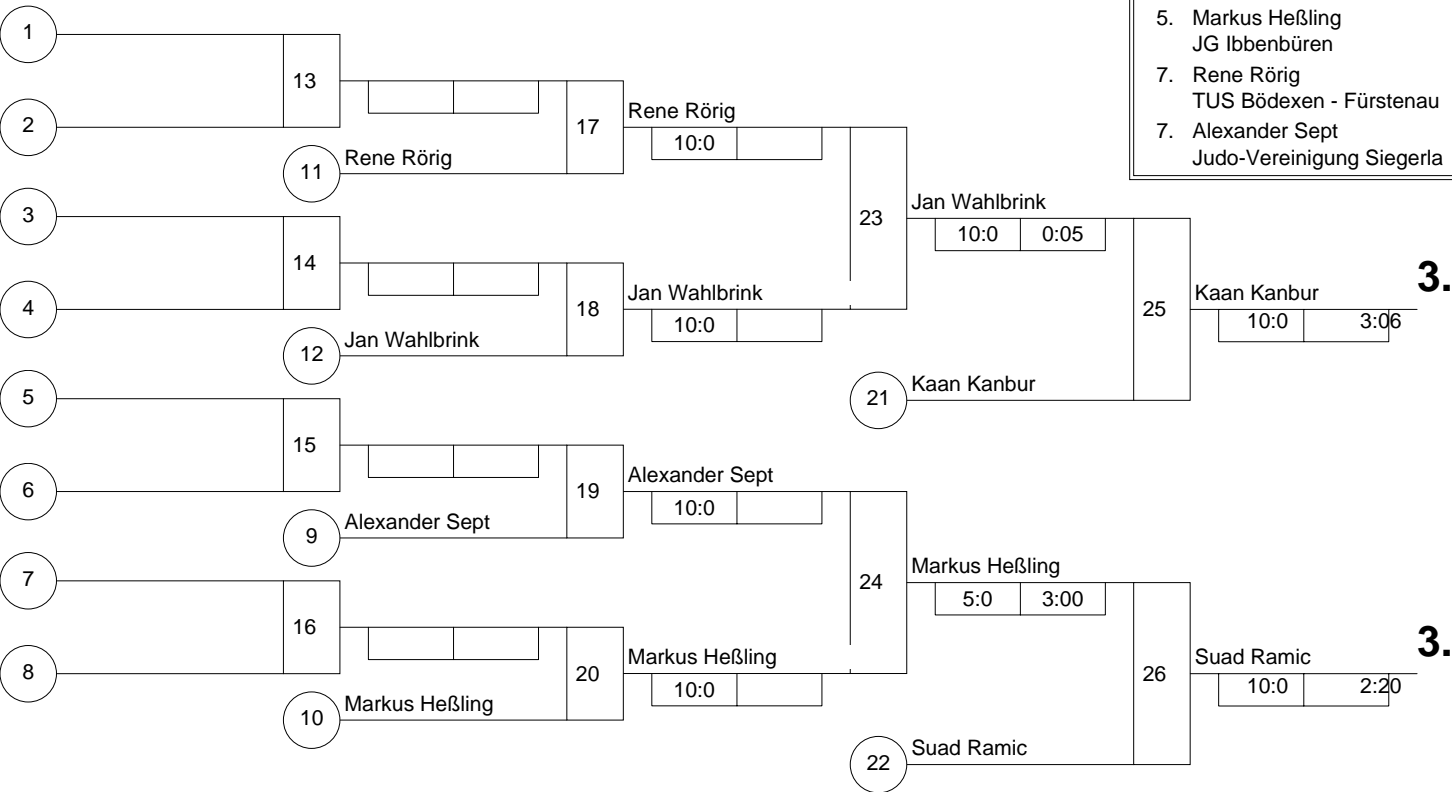 5. Markus Heßling
JG Ibbenbüren
7. Rene Rörig
TUS Bödexen - Fürstenau
7. Alexander Sept
Judo-Vereinigung Siegerla
1
13
2
17
Rene Rörig
10:0
11
Rene Rörig
3
23
Jan Wahlbrink
10:0 0:05
14
4
18
Jan Wahlbrink
10:0
12
Jan Wahlbrink
25
Kaan Kanbur
10:0 3:06
3.
5
21
Kaan Kanbur
15
6
19
Alexander Sept
10:0
9
Alexander Sept
7
24
Markus Heßling
5:0 3:00
16
8
20
Markus Heßling
10:0
10
Markus Heßling
26
Suad Ramic
10:0 2:20
3.
22
Suad Ramic